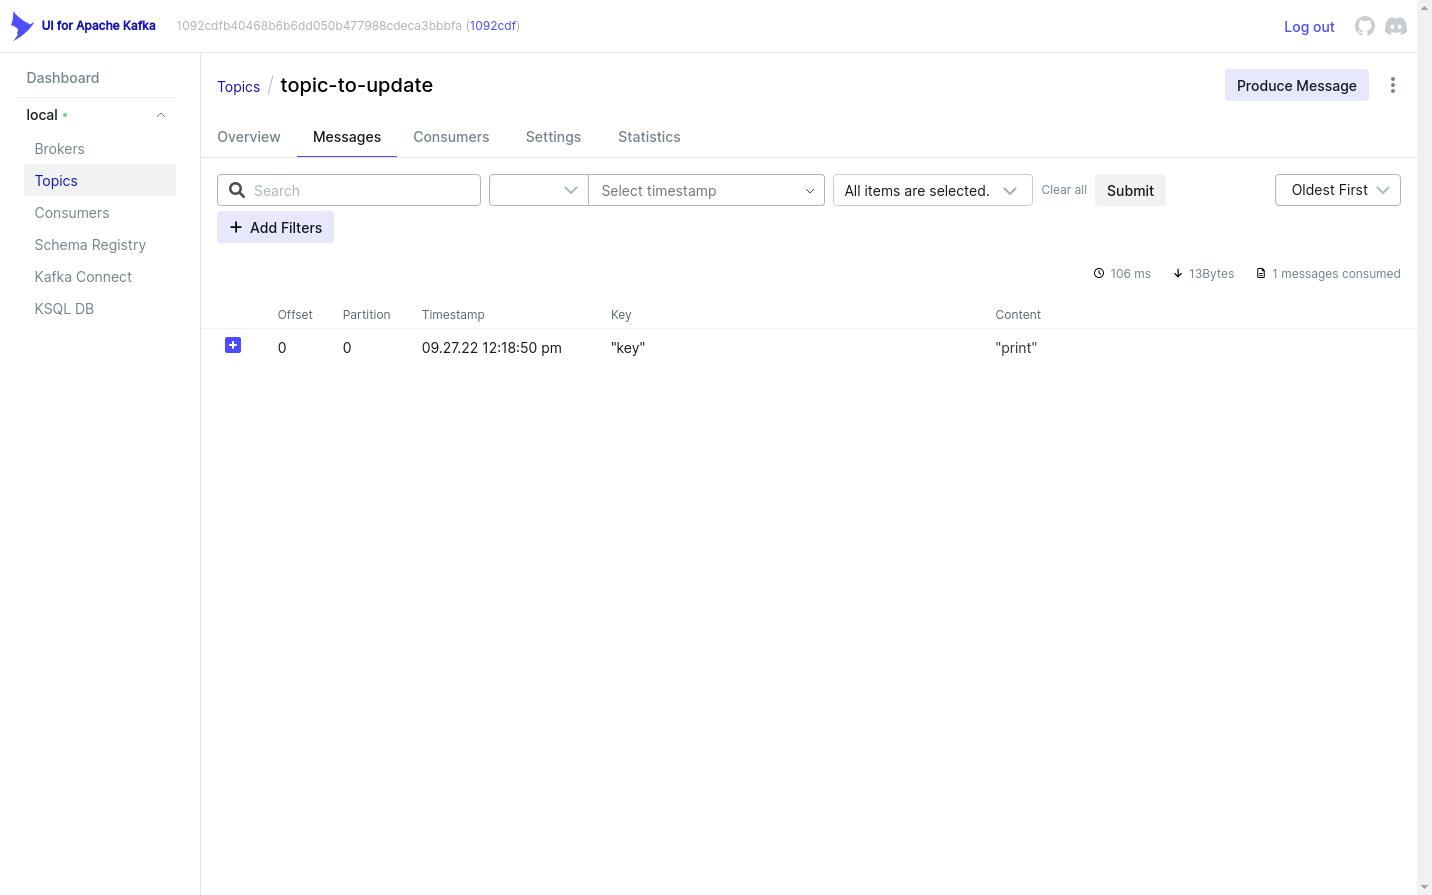 UI for Apache Kafka 1092cdfb40468b6b6dd050b477988cdeca3bbbfa (1092cdf) Log out
Dashboard
local
Brokers
Topics
Consumers
Schema Registry
Kafka Connect
KSQL DB
Topics / topic-to-update Produce Message
Overview Messages Consumers Settings Statistics
Search Select timestamp All items are selected. Clear all Submit Oldest First
Add Filters
106 ms 13Bytes 1 messages consumed
Offset Partition Timestamp Key Content
0 0 09.27.22 12:18:50 pm "key" "print"